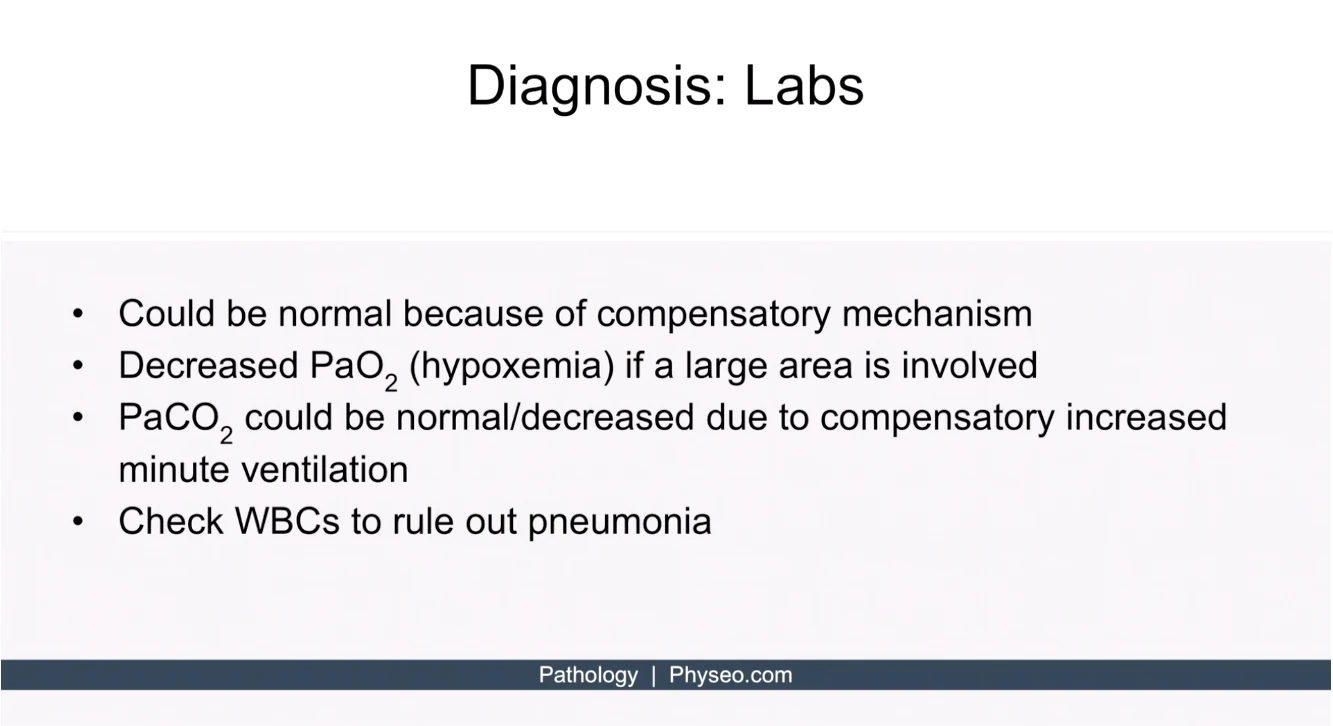 Diagnosis: Labs
• Could be normal because of compensatory mechanism
• Decreased PaO₂ (hypoxemia) if a large area is involved
• PaCO₂ could be normal/decreased due to compensatory increased
minute ventilation
• Check WBCs to rule out pneumonia
Pathology | Physeo.com